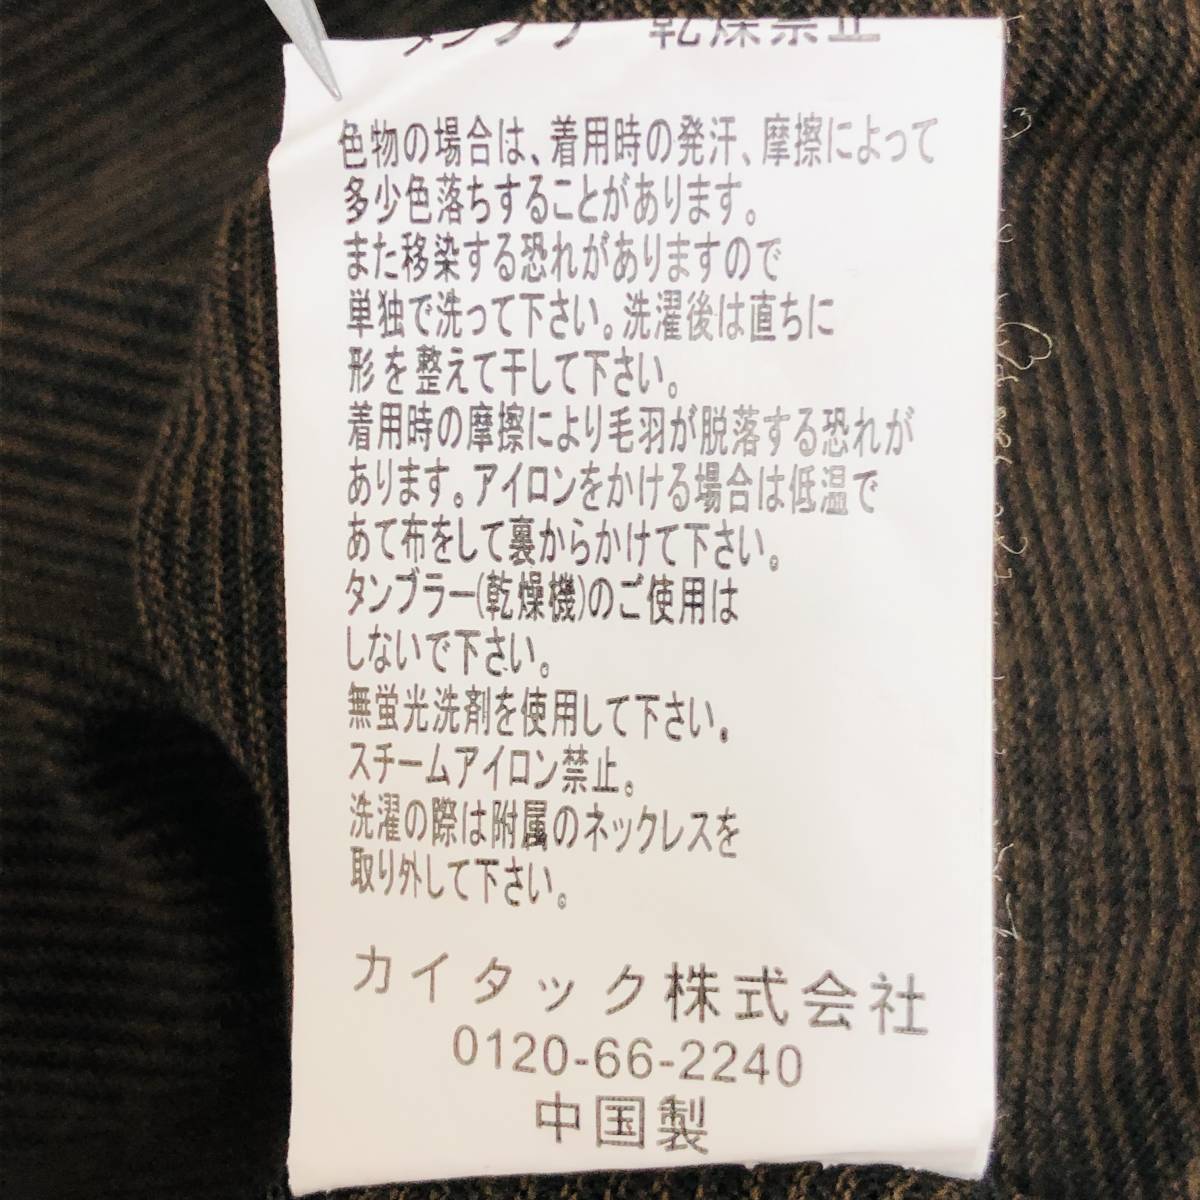 タンブラー乾燥禁止
色物の場合は、着用時の発汗、摩擦によって
多少色落ちすることがあります。
また移染する恐れがありますので
単独で洗って下さい。洗濯後は直ちに
形を整えて干して下さい。
着用時の摩擦により毛羽が脱落する恐れが
あります。アイロンをかける場合は低温で
あて布をして裏からかけて下さい。
タンブラー(乾燥機)のご使用は
しないで下さい。
無蛍光洗剤を使用して下さい。
スチームアイロン禁止。
洗濯の際は附属のネックレスを
取り外して下さい。
カイタック株式会社
0120-66-2240
中国製